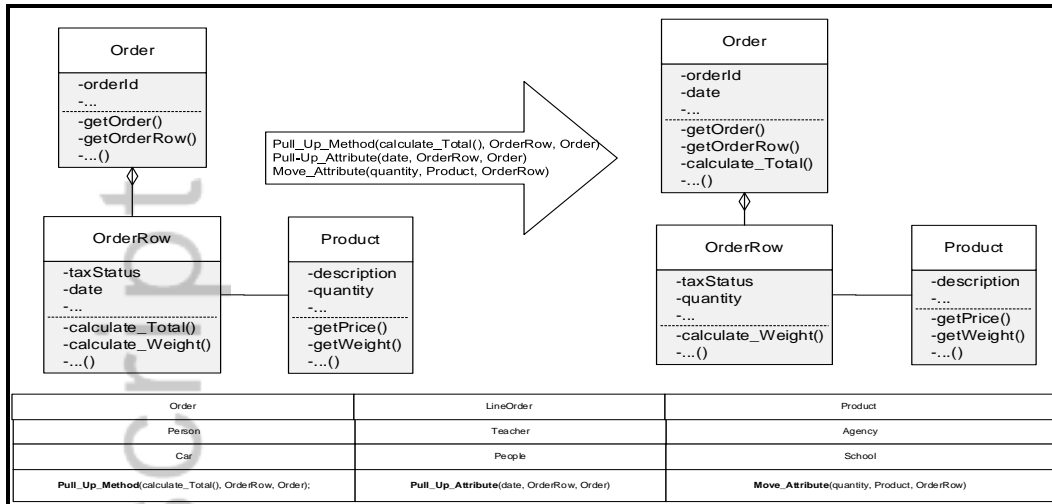 Order
-orderId
-...
-getOrder()
-getOrderRow()
-...()
OrderRow
-taxStatus
-date
-...
-calculate_Total()
-calculate_Weight()
-...()
Product
-description
-quantity
-...
-getPrice()
-getWeight()
-...()
Pull_Up_Method(calculate_Total(), OrderRow, Order)
Pull-Up_Attribute(date, OrderRow, Order)
Move_Attribute(quantity, Product, OrderRow)
Order
-orderId
-date
-...
-getOrder()
-getOrderRow()
-calculate_Total()
-...()
OrderRow
-taxStatus
-quantity
-...
-calculate_Weight()
-...()
Product
-description
-...
-getPrice()
-getWeight()
-...()
Order LineOrder Product
Person Teacher Agency
Car People School
Pull_Up_Method(calculate_Total(), OrderRow, Order); Pull_Up_Attribute(date, OrderRow, Order) Move_Attribute(quantity, Product, OrderRow)
script